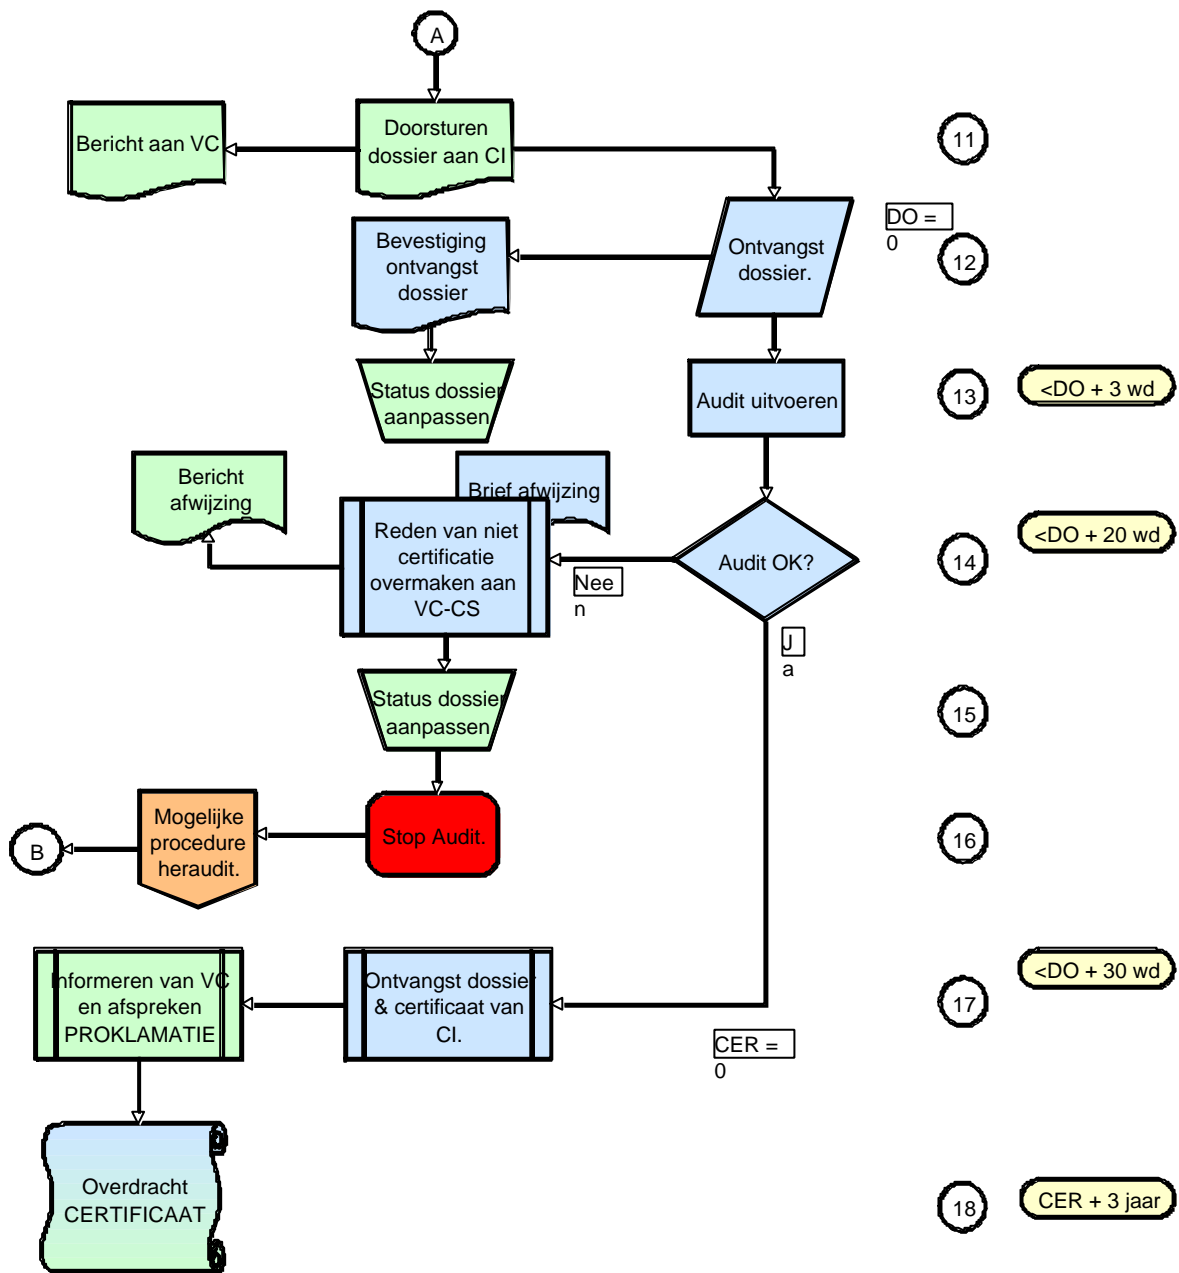 A
Bericht aan VC
Doorsturen
dossier aan CI
11
Ontvangst
dossier.
DO =
0
Bevestiging
ontvangst
dossier
12
Status dossier
aanpassen
Audit uitvoeren
13
<DO + 3 wd
Bericht
afwijzing
Brief afwijzing
Reden van niet
certificatie
overmaken aan
VC-CS
Nee
n
Audit OK?
14
<DO + 20 wd
J
a
Status dossier
aanpassen
15
B
Mogelijke
procedure
heraudit.
Stop Audit.
16
Informeren van VC
en afspreken
PROKLAMATIE
Ontvangst dossier
& certificaat van
CI.
17
<DO + 30 wd
CER =
0
Overdracht
CERTIFICAAT
18
CER + 3 jaar